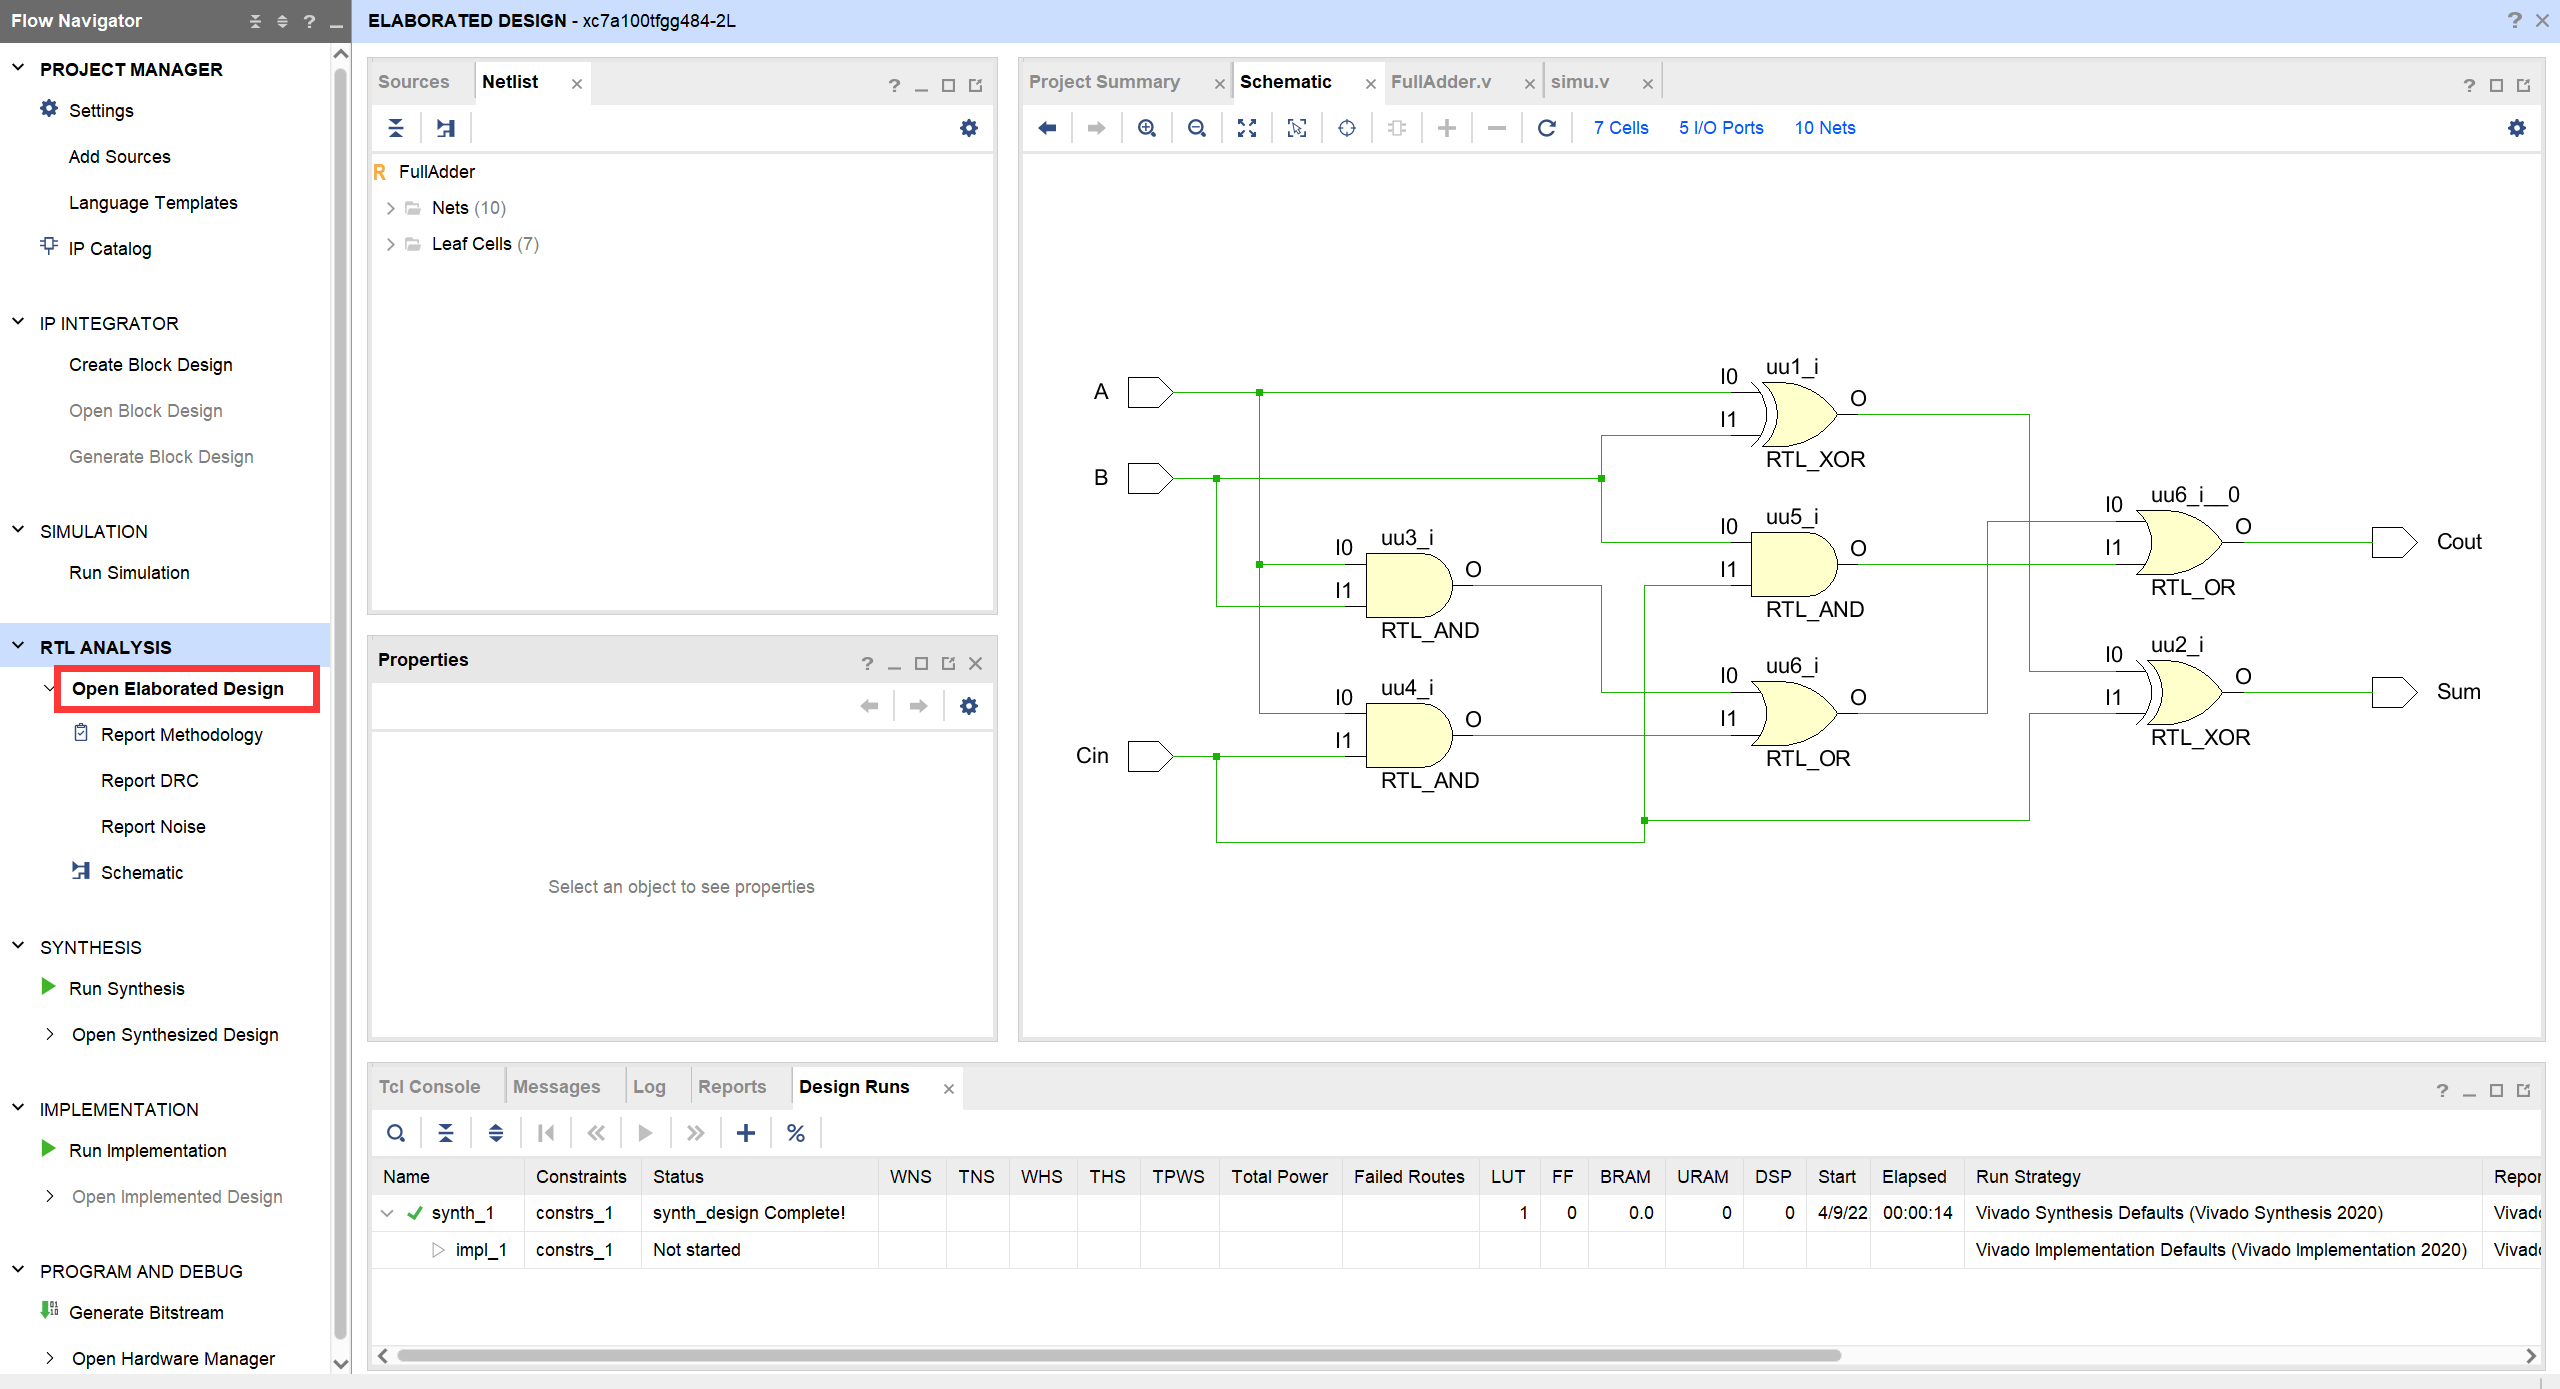 Flow Navigator
ELABORATED DESIGN - xc7a100tfgg484-2L
PROJECT MANAGER
Settings
Add Sources
Language Templates
IP Catalog
IP INTEGRATOR
Create Block Design
Open Block Design
Generate Block Design
SIMULATION
Run Simulation
RTL ANALYSIS
Open Elaborated Design
Report Methodology
Report DRC
Report Noise
Schematic
SYNTHESIS
Run Synthesis
Open Synthesized Design
IMPLEMENTATION
Run Implementation
Open Implemented Design
PROGRAM AND DEBUG
Generate Bitstream
Open Hardware Manager
Sources Netlist
R FullAdder
Nets (10)
Leaf Cells (7)
Properties
Select an object to see properties
Project Summary Schematic FullAdder.v simu.v
7 Cells 5 I/O Ports 10 Nets
A
B
Cin
uu3_i
I0
I1
O
RTL_AND
uu4_i
I0
I1
O
RTL_AND
uu1_i
I0
I1
O
RTL_XOR
uu5_i
I0
I1
O
RTL_AND
uu6_i
I0
I1
O
RTL_OR
uu6_i__0
I0
I1
O
RTL_OR
uu2_i
I0
I1
O
RTL_XOR
Cout
Sum
Tcl Console Messages Log Reports Design Runs
Name Constraints Status WNS TNS WHS THS TPWS Total Power Failed Routes LUT FF BRAM URAM DSP Start Elapsed Run Strategy Repor
synth_1 constrs_1 synth_design Complete! 1 0 0.0 0 0 4/9/22 00:00:14 Vivado Synthesis Defaults (Vivado Synthesis 2020) Vivad
impl_1 constrs_1 Not started Vivado Implementation Defaults (Vivado Implementation 2020) Vivad